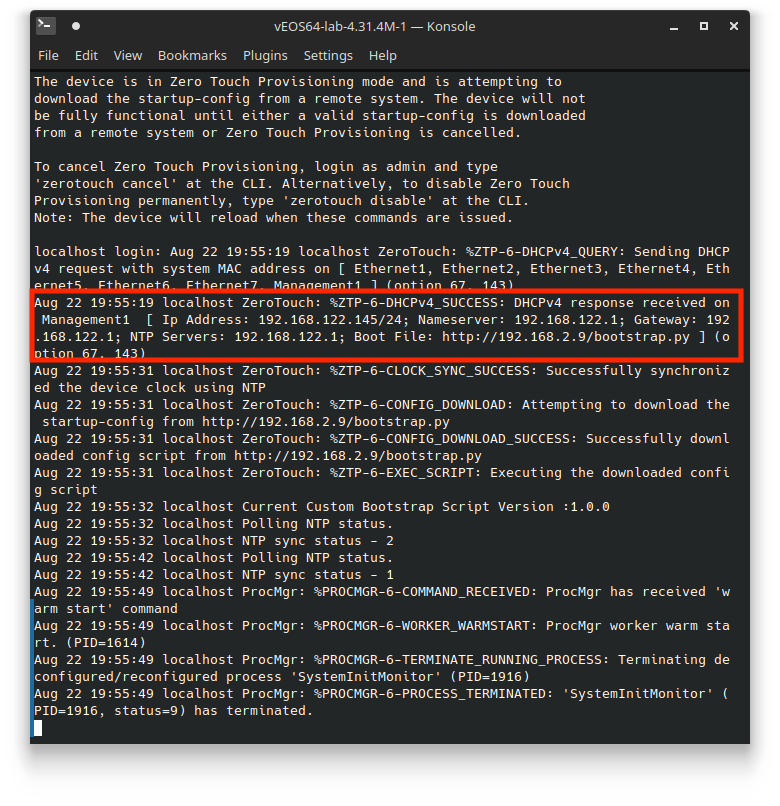 vEOS64-lab-4.31.4M-1 — Konsole
File Edit View Bookmarks Plugins Settings Help
The device is in Zero Touch Provisioning mode and is attempting to
download the startup-config from a remote system. The device will not
be fully functional until either a valid startup-config is downloaded
from a remote system or Zero Touch Provisioning is cancelled.
To cancel Zero Touch Provisioning, login as admin and type
'zerotouch cancel' at the CLI. Alternatively, to disable Zero Touch
Provisioning permanently, type 'zerotouch disable' at the CLI.
Note: The device will reload when these commands are issued.
localhost login: Aug 22 19:55:19 localhost ZeroTouch: %ZTP-6-DHCPv4_QUERY: Sending DHCP
v4 request with system MAC address on [ Ethernet1, Ethernet2, Ethernet3, Ethernet4, Eth
ernet5, Ethernet6, Ethernet7, Management1 ] (option 67, 143)
Aug 22 19:55:19 localhost ZeroTouch: %ZTP-6-DHCPv4_SUCCESS: DHCPv4 response received on
Management1  [ Ip Address: 192.168.122.145/24; Nameserver: 192.168.122.1; Gateway: 192
.168.122.1; NTP Servers: 192.168.122.1; Boot File: http://192.168.2.9/bootstrap.py ] (o
ption 67, 143)
Aug 22 19:55:31 localhost ZeroTouch: %ZTP-6-CLOCK_SYNC_SUCCESS: Successfully synchroniz
ed the device clock using NTP
Aug 22 19:55:31 localhost ZeroTouch: %ZTP-6-CONFIG_DOWNLOAD: Attempting to download the
startup-config from http://192.168.2.9/bootstrap.py
Aug 22 19:55:31 localhost ZeroTouch: %ZTP-6-CONFIG_DOWNLOAD_SUCCESS: Successfully downl
oaded config script from http://192.168.2.9/bootstrap.py
Aug 22 19:55:31 localhost ZeroTouch: %ZTP-6-EXEC_SCRIPT: Executing the downloaded confi
g script
Aug 22 19:55:32 localhost Current Custom Bootstrap Script Version :1.0.0
Aug 22 19:55:32 localhost Polling NTP status.
Aug 22 19:55:32 localhost NTP sync status - 2
Aug 22 19:55:42 localhost Polling NTP status.
Aug 22 19:55:42 localhost NTP sync status - 1
Aug 22 19:55:49 localhost ProcMgr: %PROCMGR-6-COMMAND_RECEIVED: ProcMgr has received 'w
arm start' command
Aug 22 19:55:49 localhost ProcMgr: %PROCMGR-6-WORKER_WARMSTART: ProcMgr worker warm sta
rt. (PID=1614)
Aug 22 19:55:49 localhost ProcMgr: %PROCMGR-6-TERMINATE_RUNNING_PROCESS: Terminating de
configured/reconfigured process 'SystemInitMonitor' (PID=1916)
Aug 22 19:55:49 localhost ProcMgr: %PROCMGR-6-PROCESS_TERMINATED: 'SystemInitMonitor' (
PID=1916, status=9) has terminated.